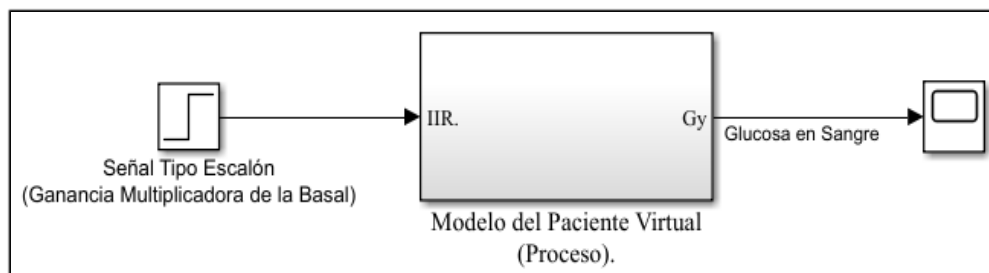 IIR.
Gy
Glucosa en Sangre
Señal Tipo Escalón
(Ganancia Multiplicadora de la Basal)
Modelo del Paciente Virtual
(Proceso).